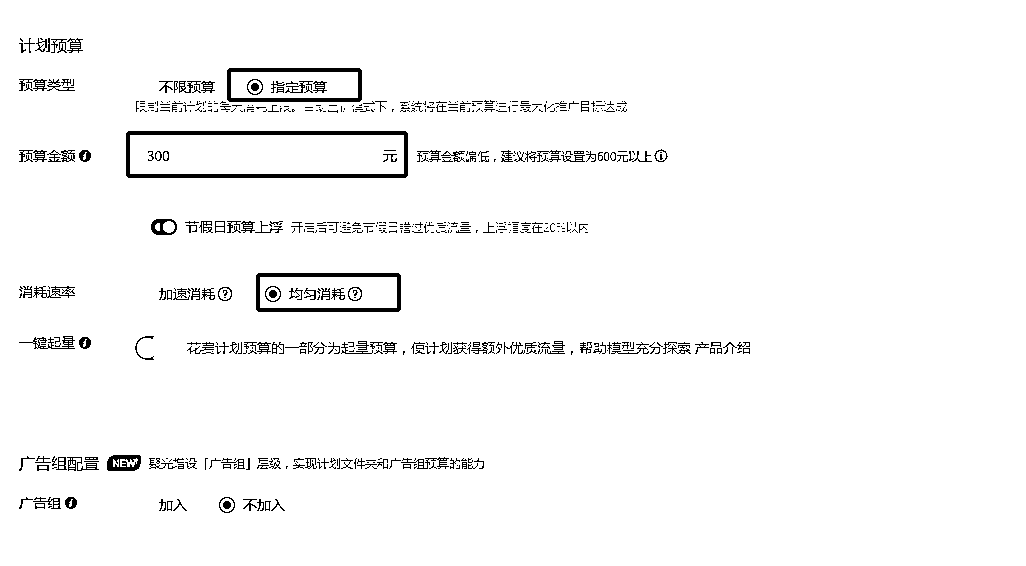 计划预算
预算类型 不限预算 指定预算
限制当前计划的每天消耗上限。自动出价模式下，系统将在当前预算进行最大化推广目标达成
预算金额 300 元 预算金额偏低，建议将预算设置为600元以上
节假日预算上浮 开启后可避免节假日错过优质流量，上浮幅度在20%以内
消耗速率 加速消耗 均匀消耗
一键起量 花费计划预算的一部分为起量预算，使计划获得额外优质流量，帮助模型充分探索 产品介绍
广告组配置 NEW 聚光增设「广告组」层级，实现计划文件夹和广告组预算的能力
广告组 加入 不加入